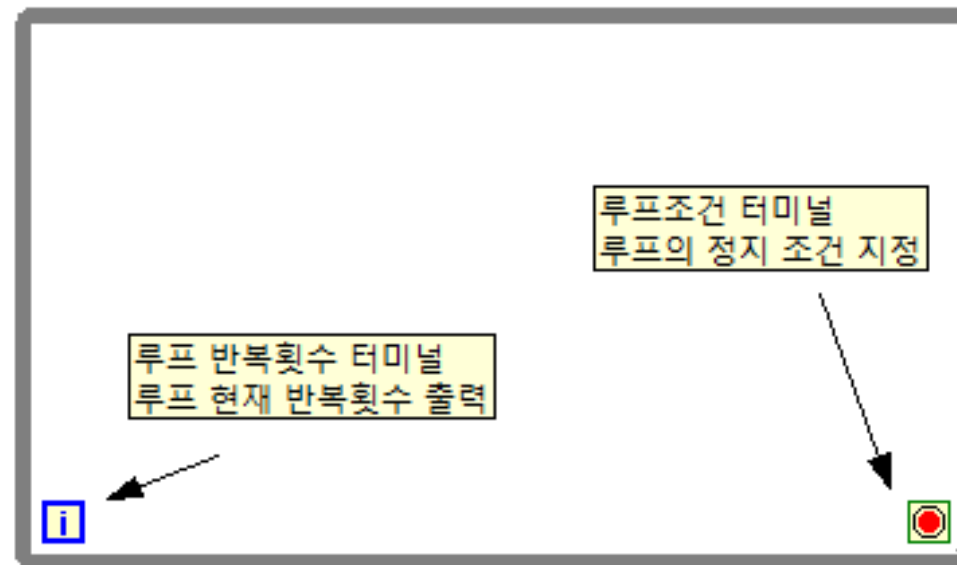 루프조건 터미널
루프의 정지 조건 지정
루프 반복횟수 터미널
루프 현재 반복횟수 출력
i